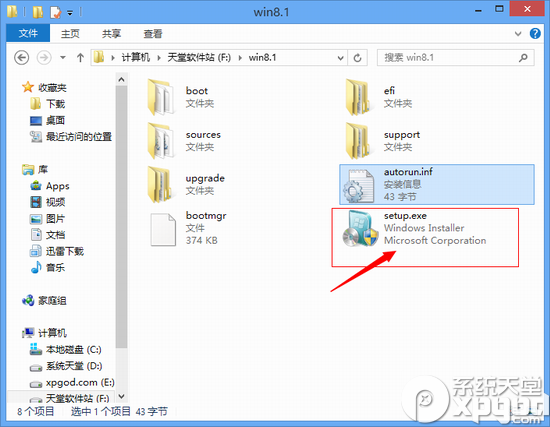 win8.1
文件
主页
共享
查看
计算机
天堂软件站 (F:)
win8.1
搜索 win8.1
收藏夹
下载
桌面
最近访问的位置
库
Apps
视频
图片
文档
迅雷下载
音乐
家庭组
计算机
本地磁盘 (C:)
系统天堂 (D:)
xpgod.com (E:)
天堂软件站 (F:)
boot
文件夹
efi
文件夹
sources
文件夹
support
文件夹
upgrade
文件夹
autorun.inf
安装信息
43 字节
bootmgr
文件
374 KB
setup.exe
Windows Installer
Microsoft Corporation
8 个项目
选中 1 个项目 43 字节
系统天堂
xpgod.com